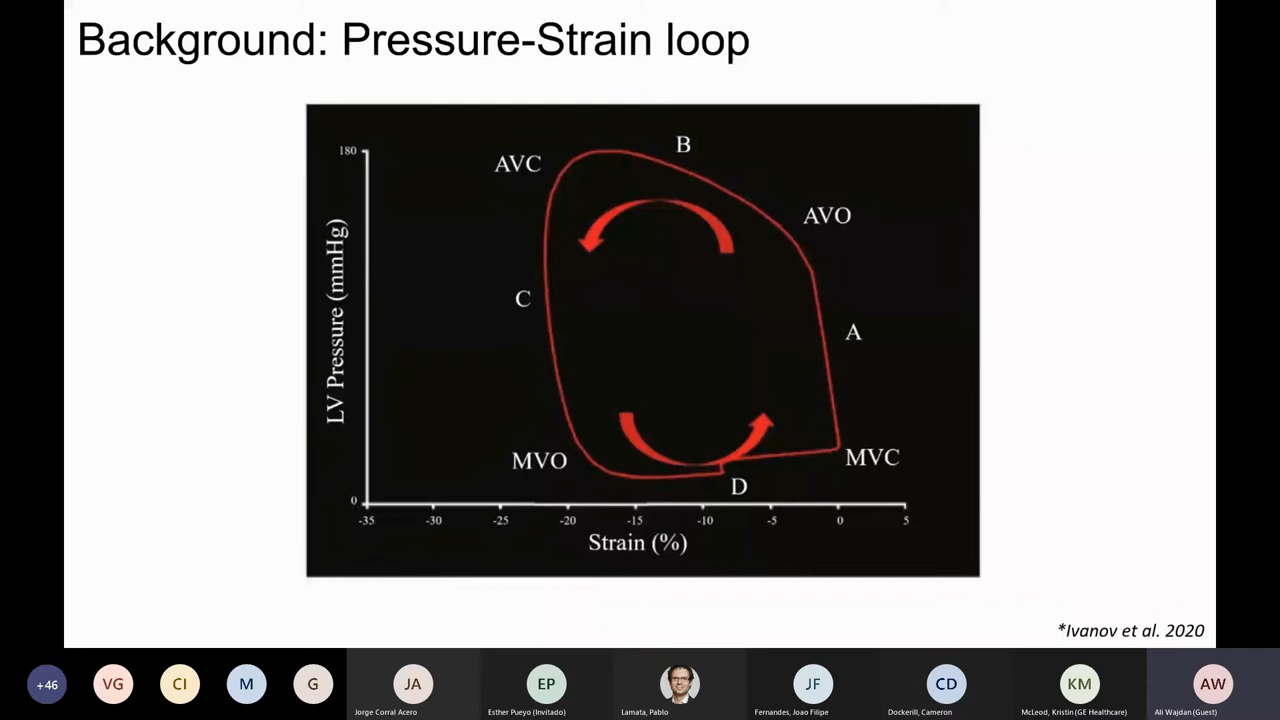 Background: Pressure-Strain loop
180
B
AVC
AVO
LV Pressure (mmHg)
C
A
MVO
MVC
D
0
-35 -30 -25 -20 -15 -10 -5 0 5
Strain (%)
*Ivanov et al. 2020
+46 VG CI M G JA EP JF CD KM AW
Jorge Corral Acero Esther Pueyo (Invitado) Lamata, Pablo Fernandes, Joao Filipe Dockerill, Cameron McLeod, Kristin (GE Healthcare) Ali Wajdan (Guest)